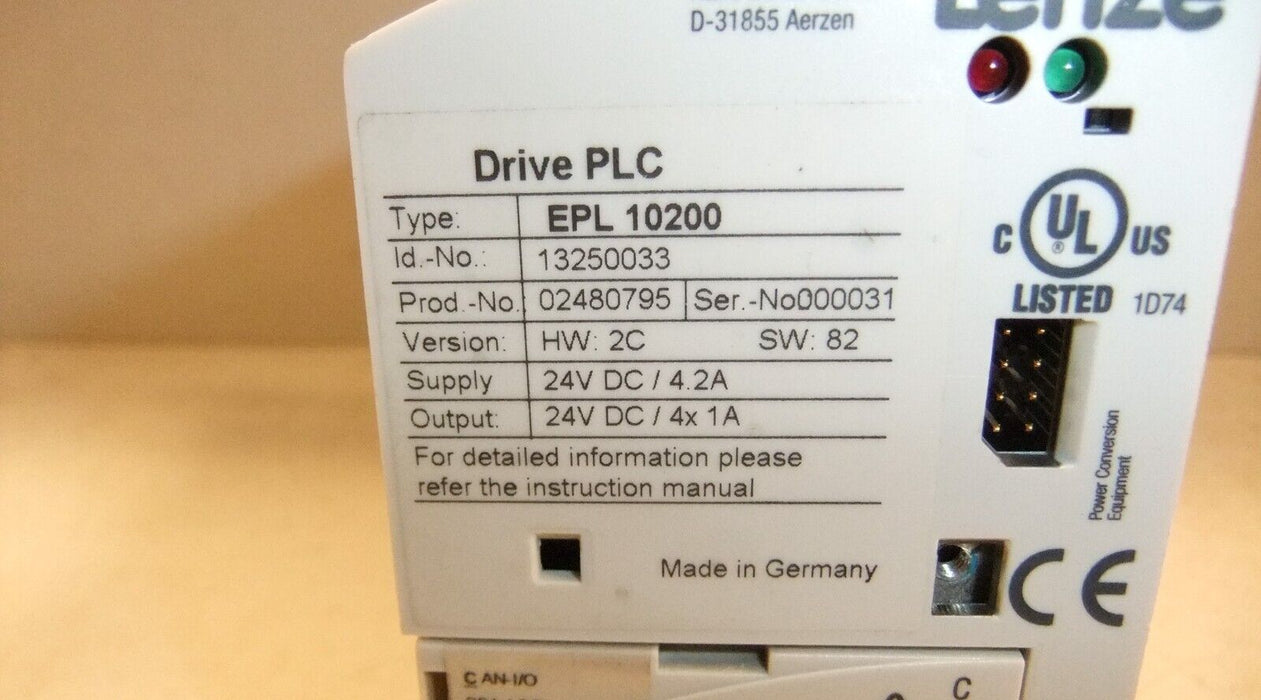 D-31855 Aerzen
Lenze
Drive PLC
Type: EPL 10200
Id.-No.: 13250033
Prod.-No. 02480795 Ser.-No000031
Version: HW: 2C SW: 82
Supply 24V DC / 4.2A
Output: 24V DC / 4x 1A
For detailed information please
refer the instruction manual
Made in Germany
C UL ® US
LISTED 1D74
Power Conversion
Equipment
CE
CAN-I/O
C